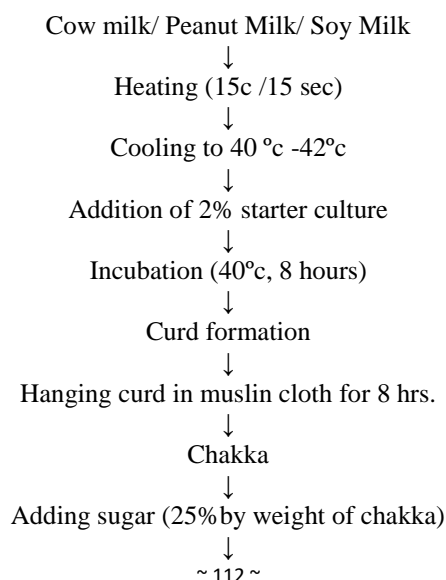 Cow milk/ Peanut Milk/ Soy Milk
↓
Heating (15c /15 sec)
↓
Cooling to 40 ºc -42ºc
↓
Addition of 2% starter culture
↓
Incubation (40ºc, 8 hours)
↓
Curd formation
↓
Hanging curd in muslin cloth for 8 hrs.
↓
Chakka
↓
Adding sugar (25%by weight of chakka)
↓
~ 112 ~